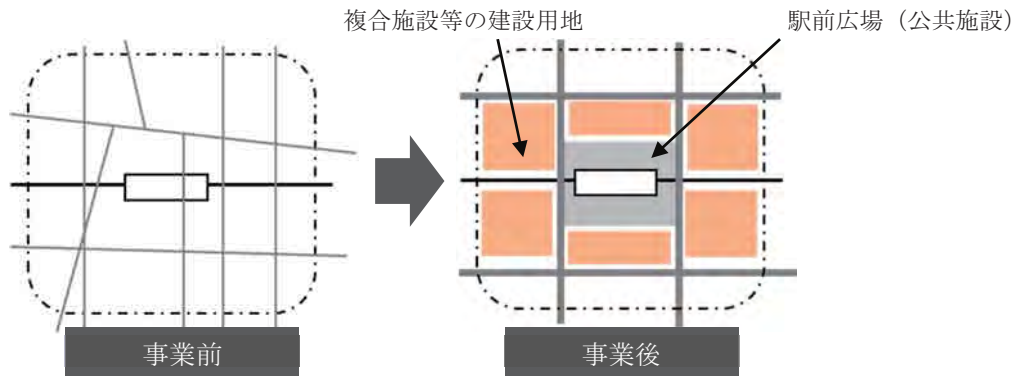 複合施設等の建設用地
駅前広場（公共施設）
事業前
事業後